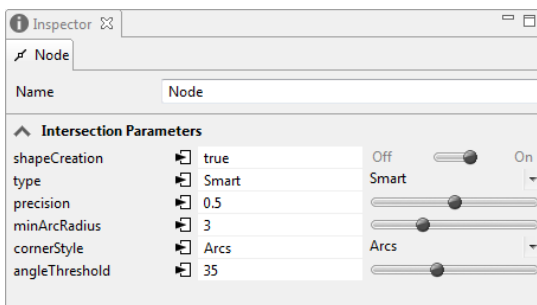 Inspector
Node
Name Node
Intersection Parameters
shapeCreation true Off On
type Smart Smart
precision 0.5
minArcRadius 3
cornerStyle Arcs Arcs
angleThreshold 35